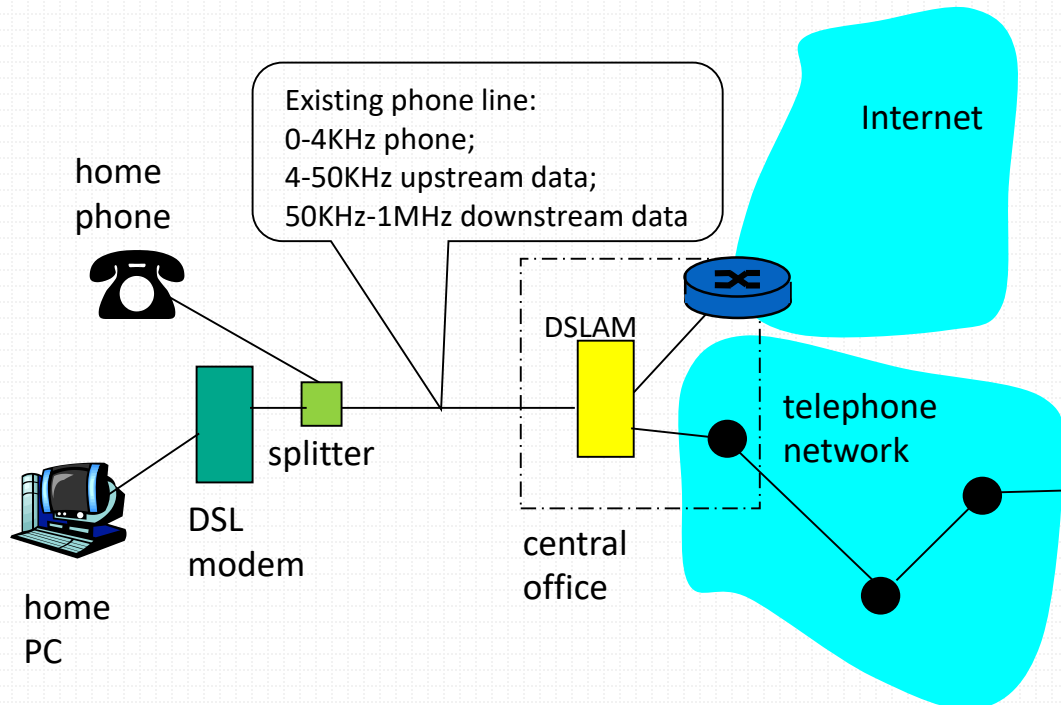 Existing phone line:
0-4KHz phone;
4-50KHz upstream data;
50KHz-1MHz downstream data
Internet
home
phone
DSLAM
telephone
network
splitter
DSL
modem
central
office
home
PC